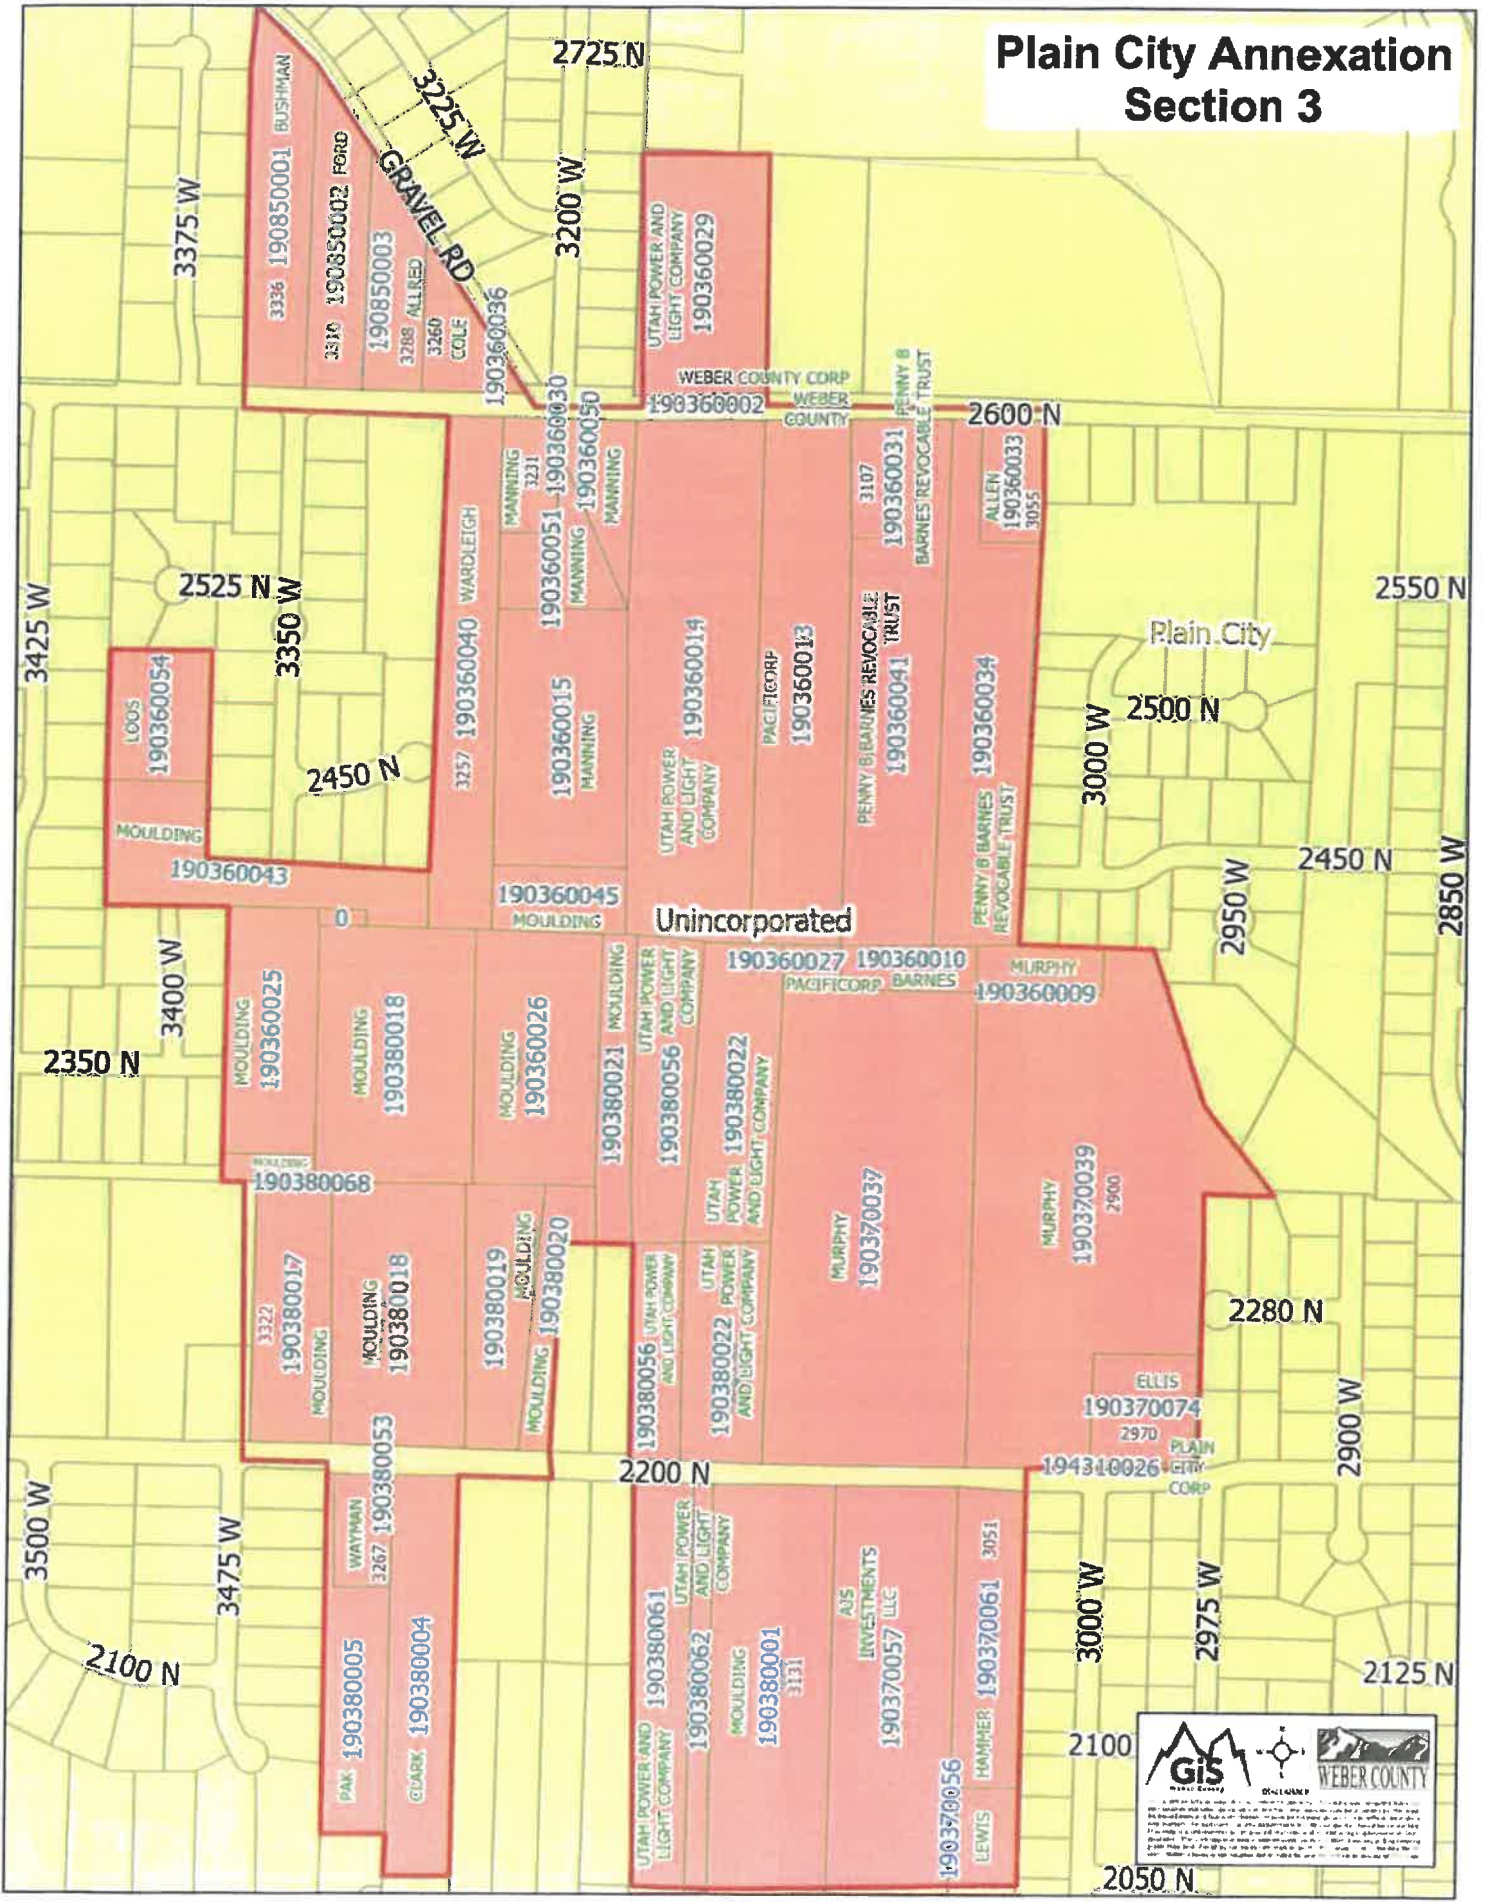 Plain City Annexation
Section 3
2725 N
3225 W
GRAVEL RD
3200 W
3375 W
3336 190850001 BUSHMAN
3310 190850002 FORD
190850003
3288 ALLRED
3260
COLE
190360036
UTAH POWER AND
LIGHT COMPANY
190360029
WEBER COUNTY CORP
190360002
WEBER
COUNTY
2600 N
190360030
190360050
MANNING
MANNING
3231
190360051
MANNING
3257 190360040 WARDLEIGH
190360015
MANNING
UTAH POWER
AND LIGHT
COMPANY
190360014
PACIFICORP
190360013
3107
190360031
PENNY B
BARNES REVOCABLE TRUST
PENNY B BARNES REVOCABLE
TRUST
190360041
ALLEN
190360033
3055
190360034
PENNY B BARNES
REVOCABLE TRUST
2525 N
3350 W
2450 N
3425 W
LOOS
190360054
MOULDING
190360043
0
190360045
MOULDING
Unincorporated
Plain City
2550 N
2500 N
3000 W
2450 N
2950 W
2850 W
190360027
PACIFICORP
190360010
BARNES
MURPHY
190360009
3400 W
2350 N
MOULDING
190360025
MOULDING
190380018
MOULDING
190360026
190380021 MOULDING
UTAH POWER
AND LIGHT
COMPANY
190380056
190380022
UTAH
POWER
AND LIGHT COMPANY
MURPHY
190370037
MURPHY
190370039
2900
MOULDING
190380068
3322
190380017
MOULDING
MOULDING
190380018
190380019
MOULDING
190380020
MOULDING
190380056 UTAH POWER
AND LIGHT COMPANY
190380022 UTAH
POWER
AND LIGHT COMPANY
2280 N
ELLIS
190370074
2970
194310026
PLAIN
CITY
CORP
2900 W
2200 N
3500 W
3475 W
2100 N
WAYMAN
3267 190380053
PAK 190380005
CLARK 190380004
UTAH POWER AND
LIGHT COMPANY
190380061
190380062
UTAH POWER
AND LIGHT
COMPANY
MOULDING
190380001
3131
AJS
INVESTMENTS
LLC
190370057
HAMMER 190370061 3051
LEWIS
190370056
3000 W
2975 W
2125 N
2100
2050 N
GiS
DISCLAIMER
WEBER COUNTY